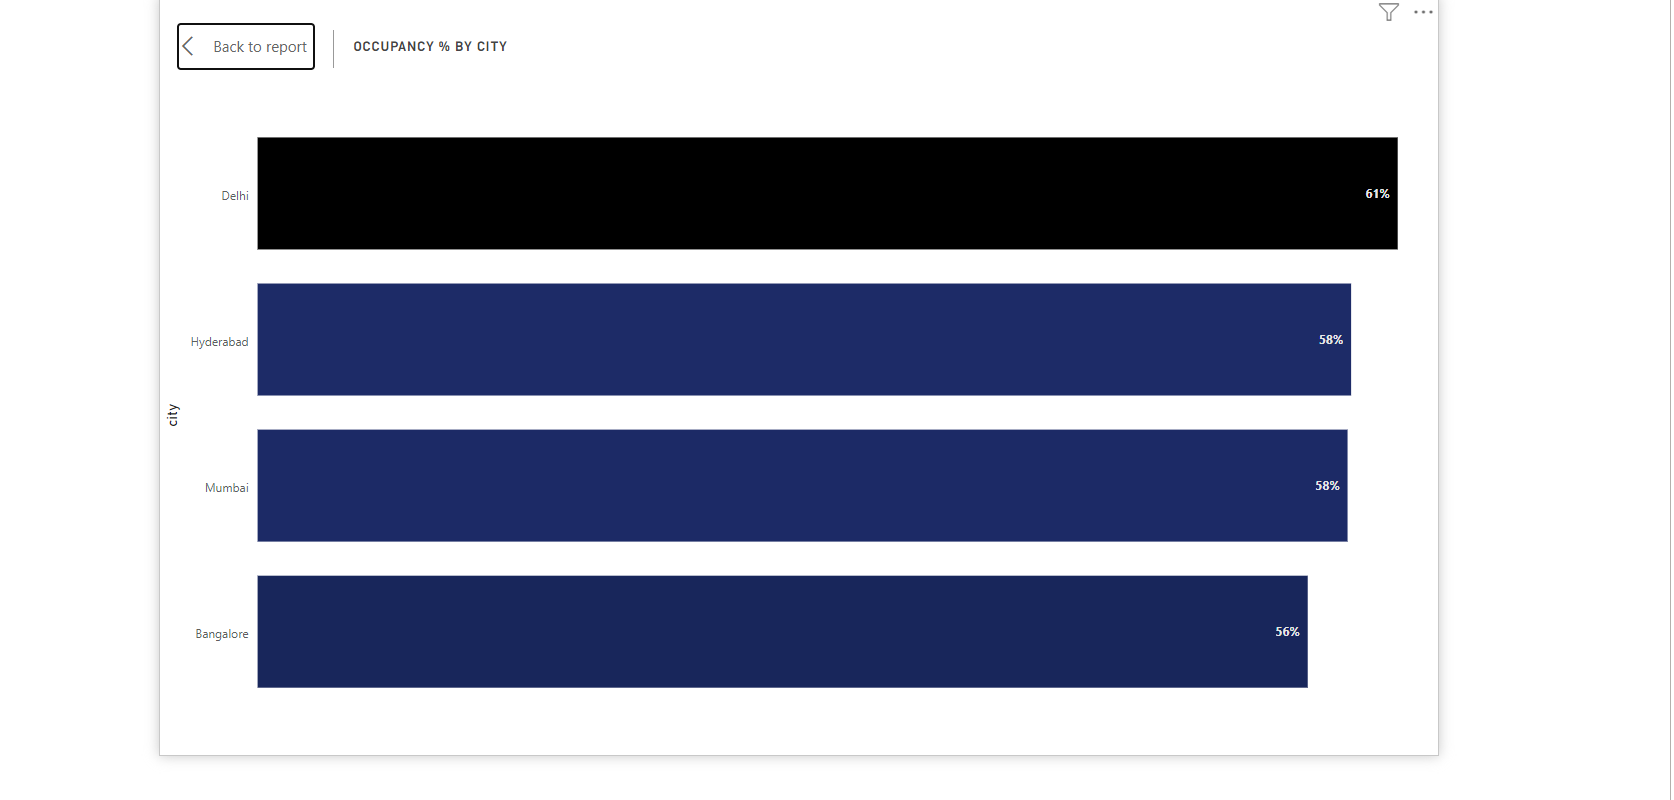 Back to report
OCCUPANCY % BY CITY
Delhi
61%
Hyderabad
58%
city
Mumbai
58%
Bangalore
56%